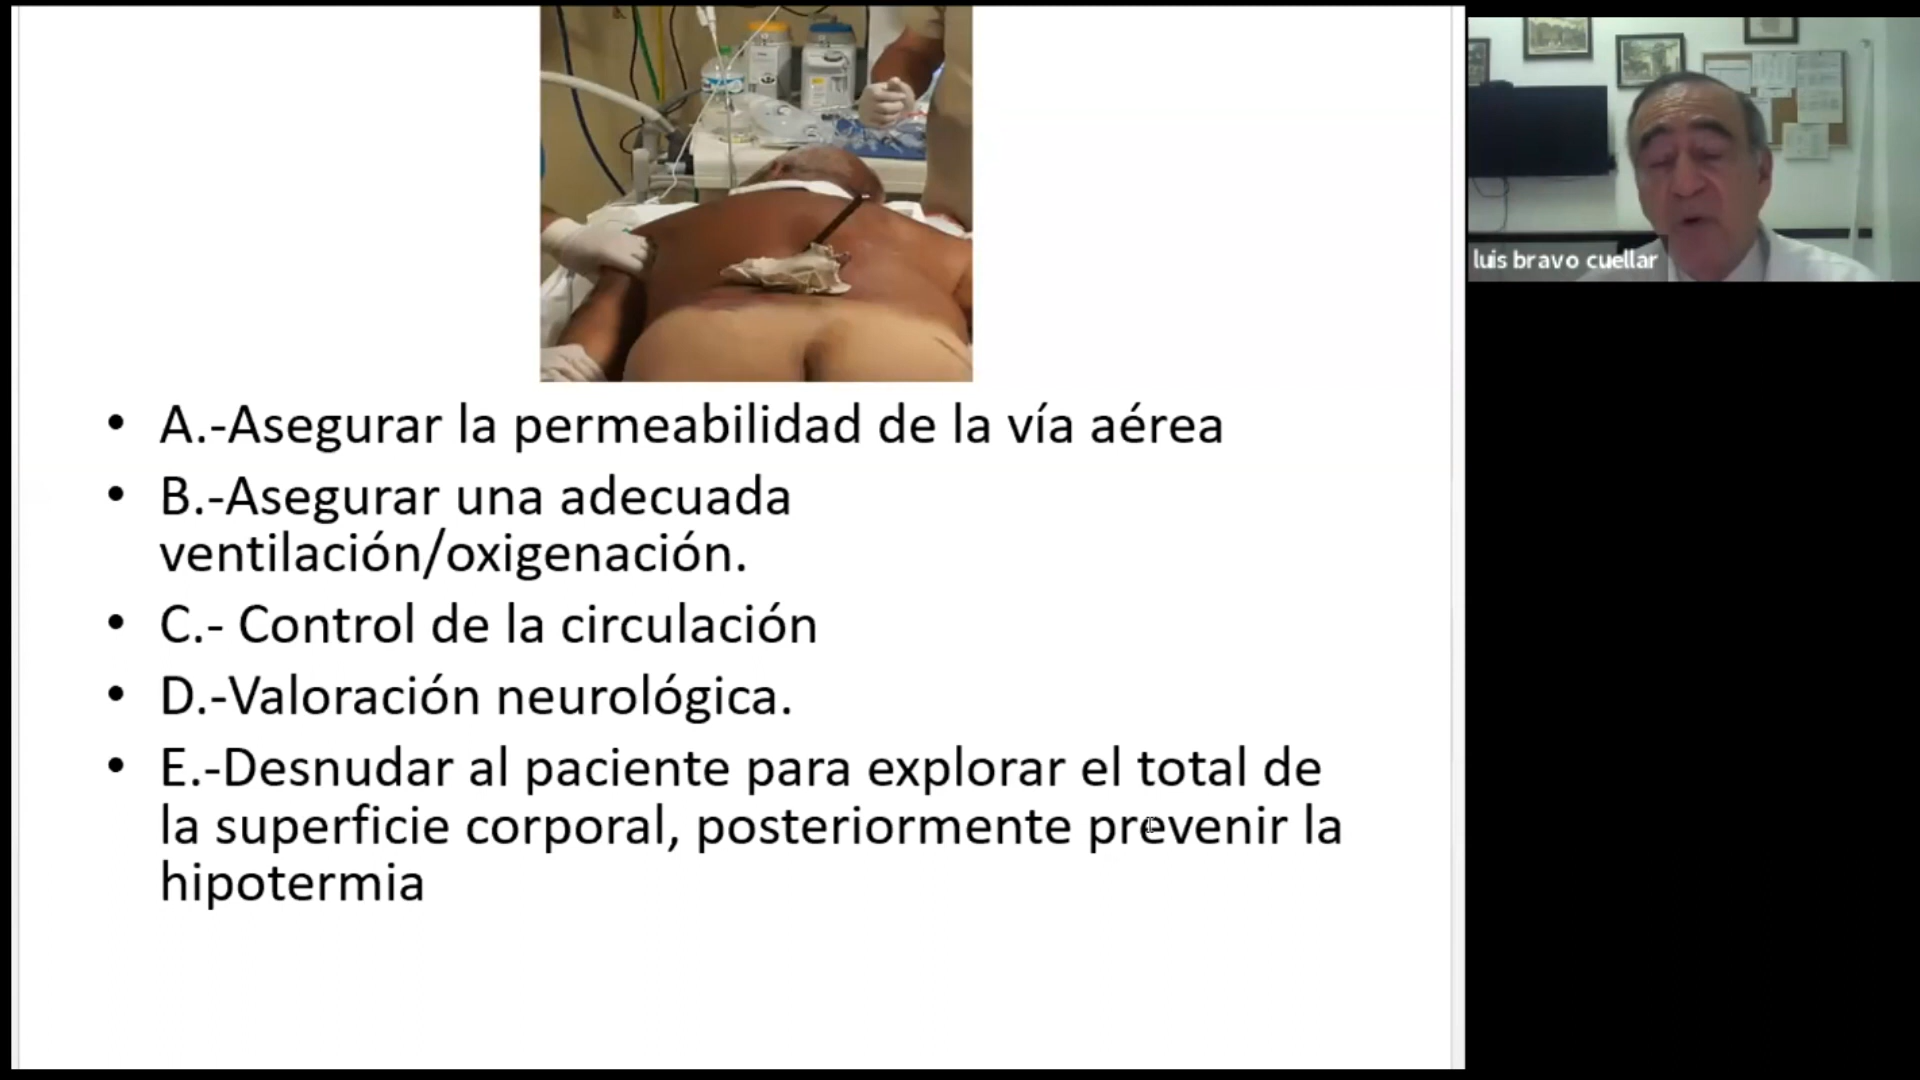 luis bravo cuellar
• A.-Asegurar la permeabilidad de la vía aérea
• B.-Asegurar una adecuada
ventilación/oxigenación.
• C.- Control de la circulación
• D.-Valoración neurológica.
• E.-Desnudar al paciente para explorar el total de
la superficie corporal, posteriormente prevenir la
hipotermia